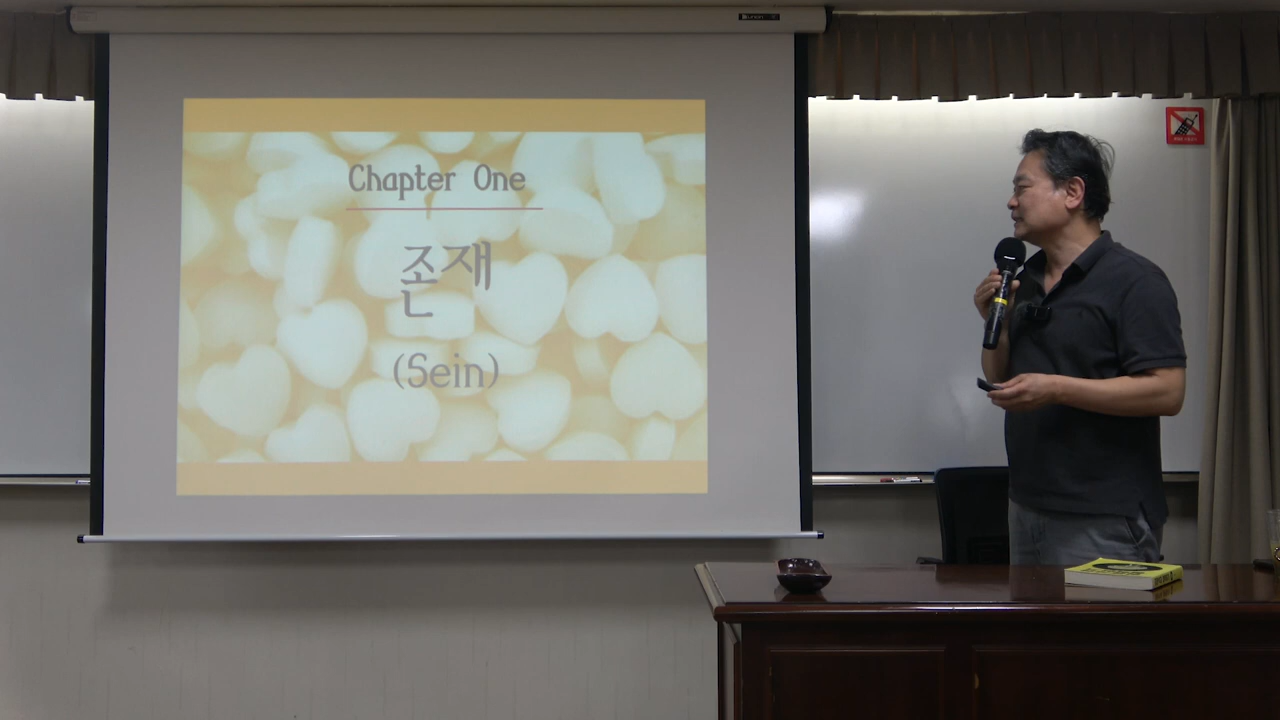 Chapter One
존재
(Sein)